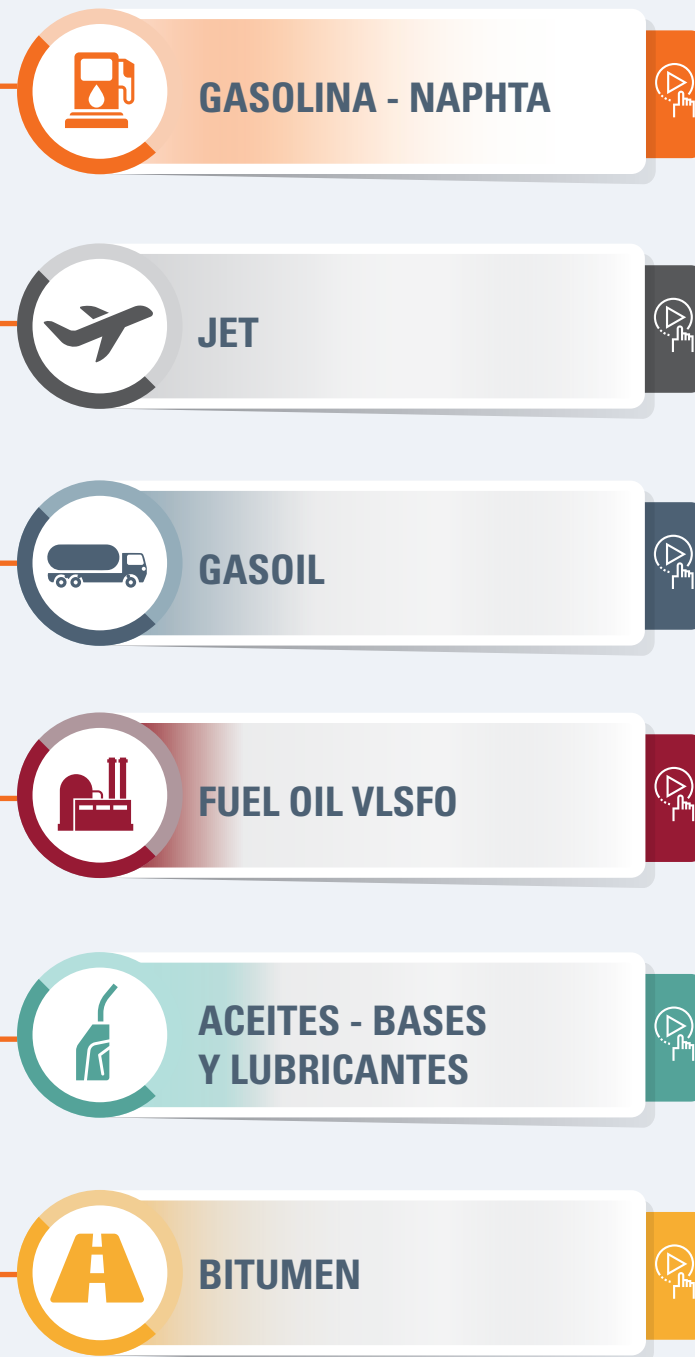 GASOLINA - NAPHTA
JET
GASOIL
FUEL OIL VLSFO
ACEITES - BASES
Y LUBRICANTES
BITUMEN